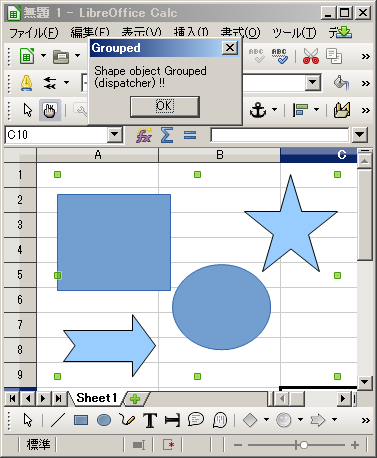 無題 1 - LibreOffice Calc
ファイル(F) 編集(E) 表示(V) 挿入(I) 書式(O) ツール(T) デ
Grouped
Shape object Grouped
(dispatcher) !!
OK
ABC ABC
C10
A B C
1
2
3
4
5
6
7
8
9
Sheet1
標準